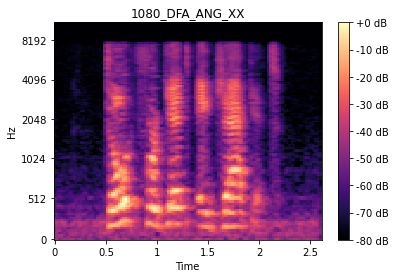 1080_DFA_ANG_XX
+0 dB
8192
-10 dB
4096
-20 dB
-30 dB
2048
Hz
-40 dB
1024
-50 dB
512
-60 dB
-70 dB
0
-80 dB
0 0.5 1 1.5 2 2.5
Time